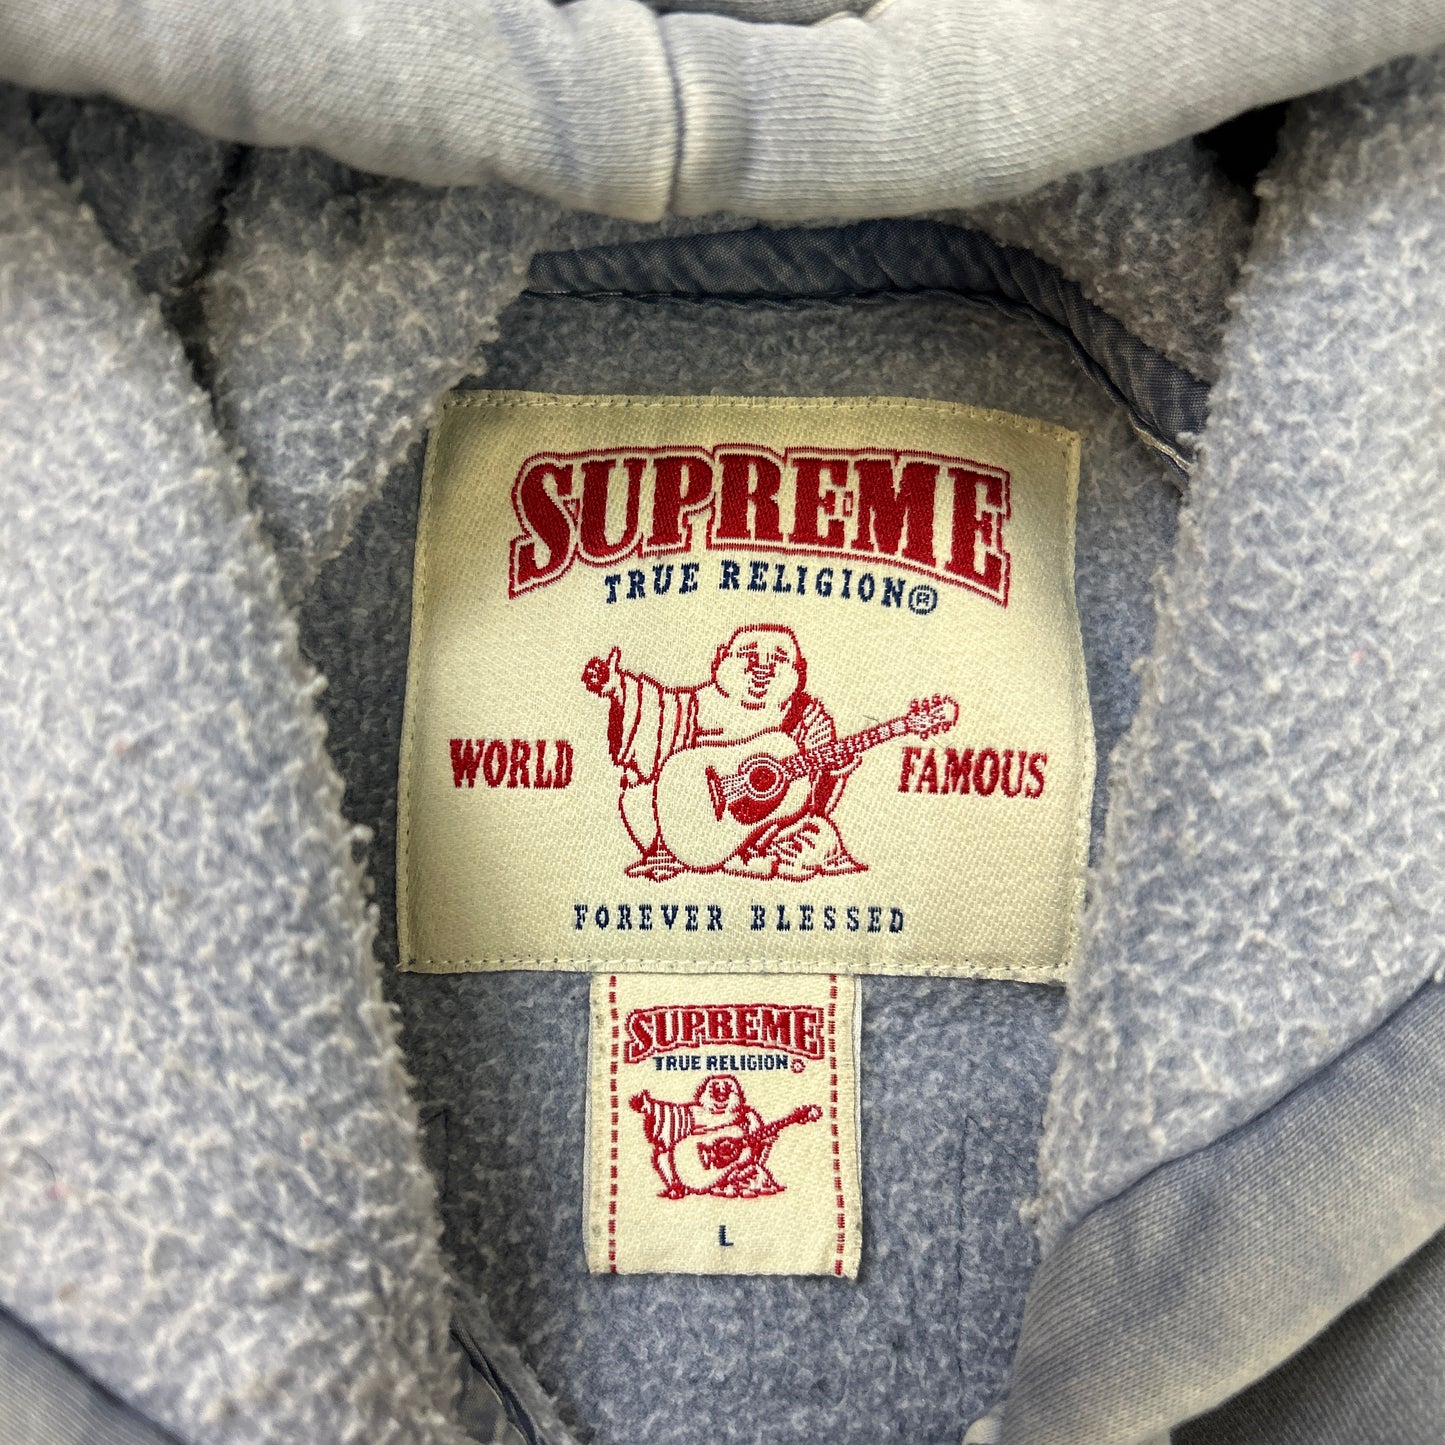 SUPREME
TRUE RELIGION®
WORLD FAMOUS
FOREVER BLESSED
SUPREME
TRUE RELIGION®
L